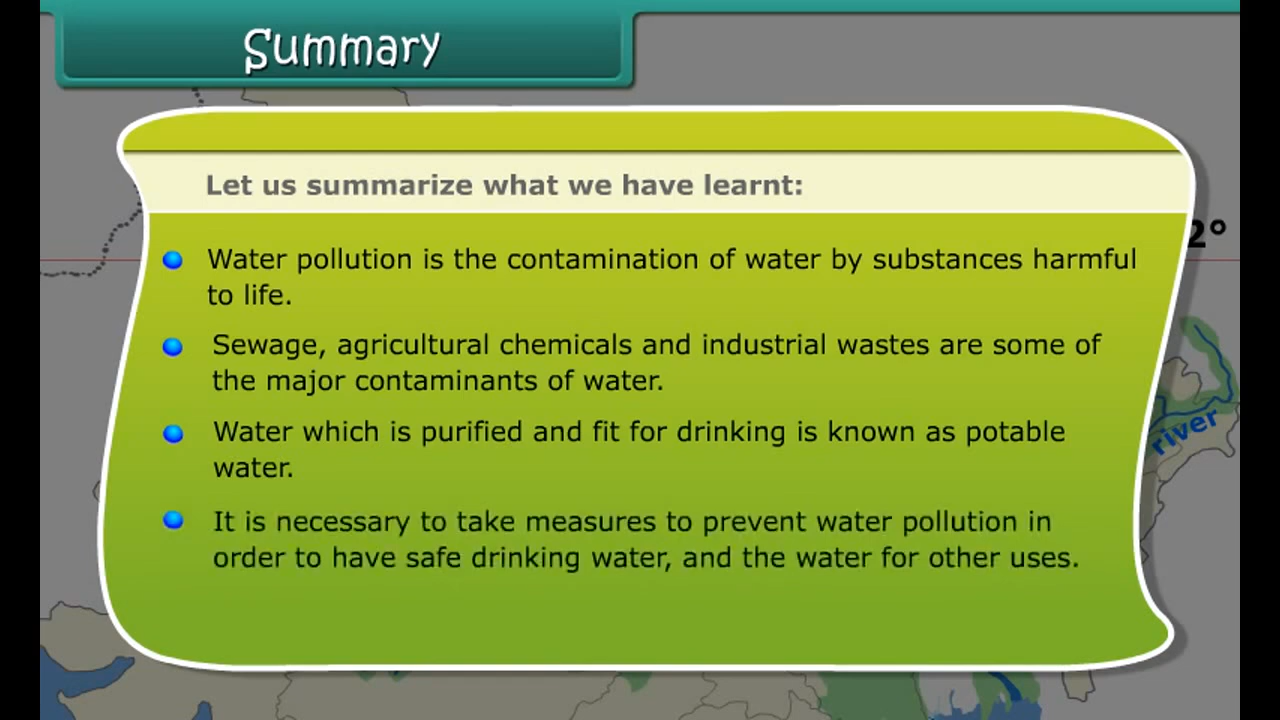 Summary
Let us summarize what we have learnt:
Water pollution is the contamination of water by substances harmful
to life.
Sewage, agricultural chemicals and industrial wastes are some of
the major contaminants of water.
Water which is purified and fit for drinking is known as potable
water.
It is necessary to take measures to prevent water pollution in
order to have safe drinking water, and the water for other uses.
2°
river